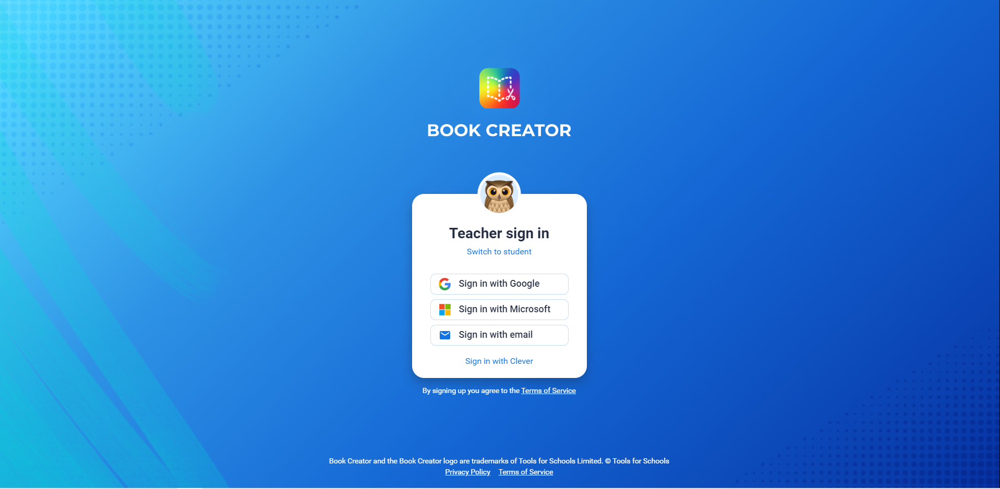 BOOK CREATOR
Teacher sign in
Switch to student
Sign in with Google
Sign in with Microsoft
Sign in with email
Sign in with Clever
By signing up you agree to the Terms of Service
Book Creator and the Book Creator logo are trademarks of Tools for Schools Limited. © Tools for Schools
Privacy Policy Terms of Service